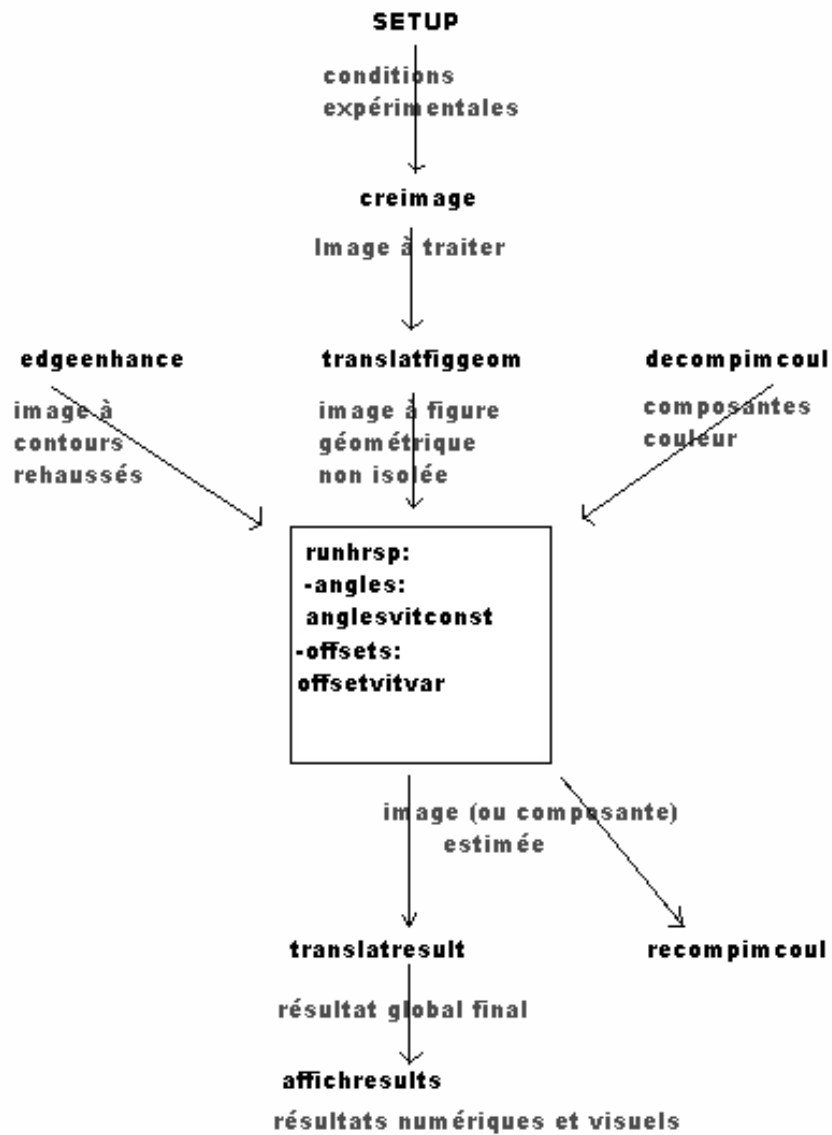 SETUP
conditions
expérimentales
creimage
Image à traiter
edgeenhance
translatfiggeom
decompimcoul
image à
contours
rehaussés
image à figure
géométrique
non isolée
composantes
couleur
runhrsp:
-angles:
anglesvitconst
-offsets:
offsetvitvar
image (ou composante)
estimée
translatresult
recompimcoul
résultat global final
affichresults
résultats numériques et visuels